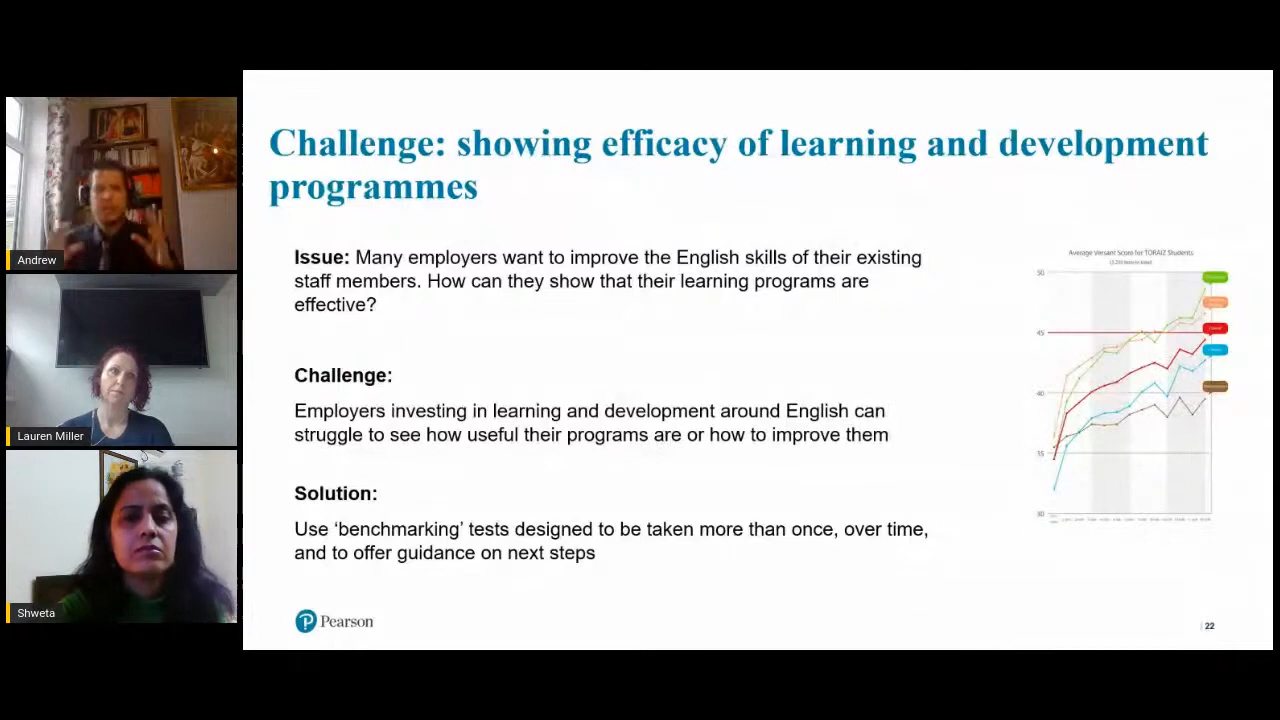 Challenge: showing efficacy of learning and development
programmes
Issue: Many employers want to improve the English skills of their existing
staff members. How can they show that their learning programs are
effective?
Challenge:
Employers investing in learning and development around English can
struggle to see how useful their programs are or how to improve them
Solution:
Use ‘benchmarking’ tests designed to be taken more than once, over time,
and to offer guidance on next steps
Average Versant Score for TORAIZ Students
50
45
40
Pearson
22
Andrew
Lauren Miller
Shweta